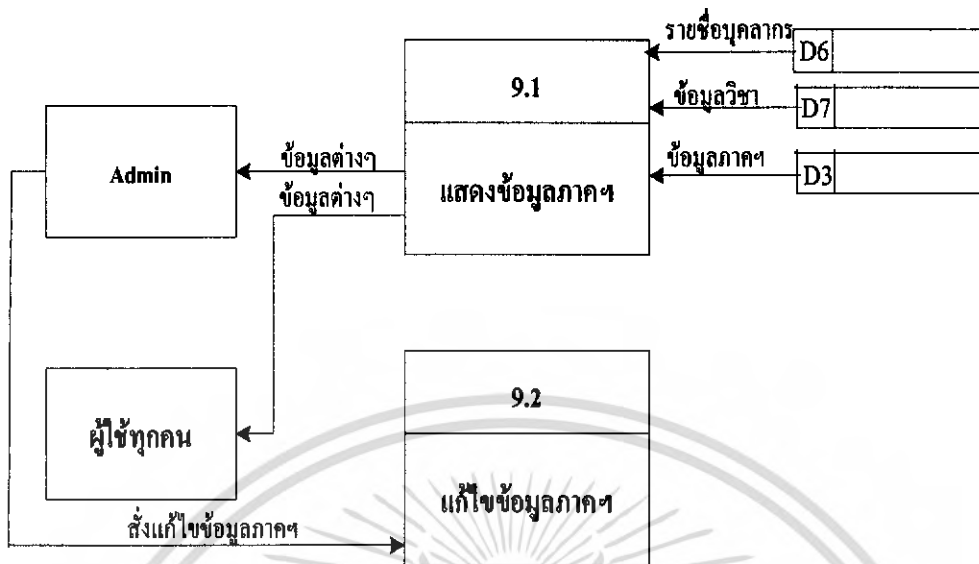 รายชื่อบุคลากร
D6
9.1
ข้อมูลวิชา
D7
ข้อมูลภาคฯ
D3
Admin
ข้อมูลต่างๆ
ข้อมูลต่างๆ
แสดงข้อมูลภาคฯ
9.2
ผู้ใช้ทุกคน
แก้ไขข้อมูลภาคฯ
สั่งแก้ไขข้อมูลภาคฯ